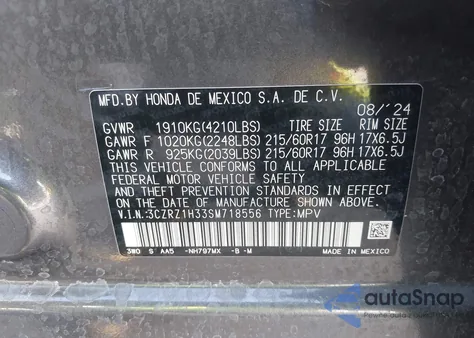 MFD.BY HONDA DE MEXICO S.A. DE C.V.
08/'24
GVWR 1910KG(4210LBS) TIRE SIZE RIM SIZE
GAWR F 1020KG(2248LBS) 215/60R17 96H 17X6.5J
GAWR R 925KG(2039LBS) 215/60R17 96H 17X6.5J
THIS VEHICLE CONFORMS TO ALL APPLICABLE
FEDERAL MOTOR VEHICLE SAFETY AND
THEFT PREVENTION STANDARDS IN EFFECT ON
THE DATE OF MANUFACTURE SHOWN ABOVE.
V.I.N.:3CZRZ1H33SM718556 TYPE:MPV
3W0 S AA5 -NH797MX -B -M MADE IN MEXICO
autoSnap